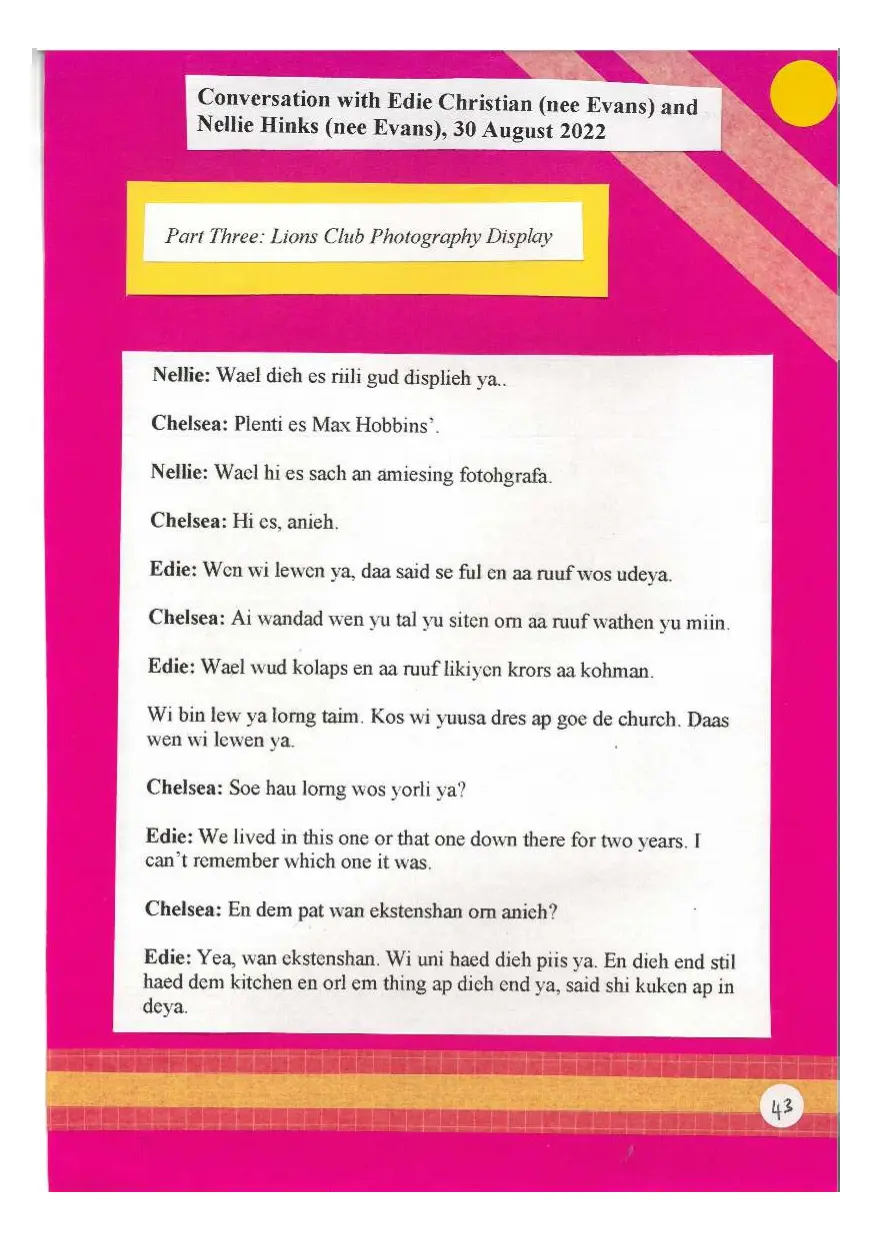 Conversation with Edie Christian (nee Evans) and
Nellie Hinks (nee Evans), 30 August 2022
Part Three: Lions Club Photography Display
Nellie: Wael dieh es riili gud displieh ya..
Chelsea: Plenti es Max Hobbins’.
Nellie: Wael hi es sach an amiesing fotohgrafa.
Chelsea: Hi es, anieh.
Edie: Wen wi lewen ya, daa said se ful en aa ruuf wos udeya.
Chelsea: Ai wandad wen yu tal yu siten orn aa ruuf wathen yu miin.
Edie: Wael wud kolaps en aa ruuf likiyen krors aa kohman.
Wi bin lew ya lorng taim. Kos wi yuusa dres ap goe de church. Daas
wen wi lewen ya.
Chelsea: Soe hau lorng wos yorli ya?
Edie: We lived in this one or that one down there for two years. I
can’t remember which one it was.
Chelsea: En dem pat wan ekstenshan orn anieh?
Edie: Yea, wan ekstenshan. Wi uni haed dieh piis ya. En dieh end stil
haed dem kitchen en orl em thing ap dieh end ya, said shi kuken ap in
deya.
43